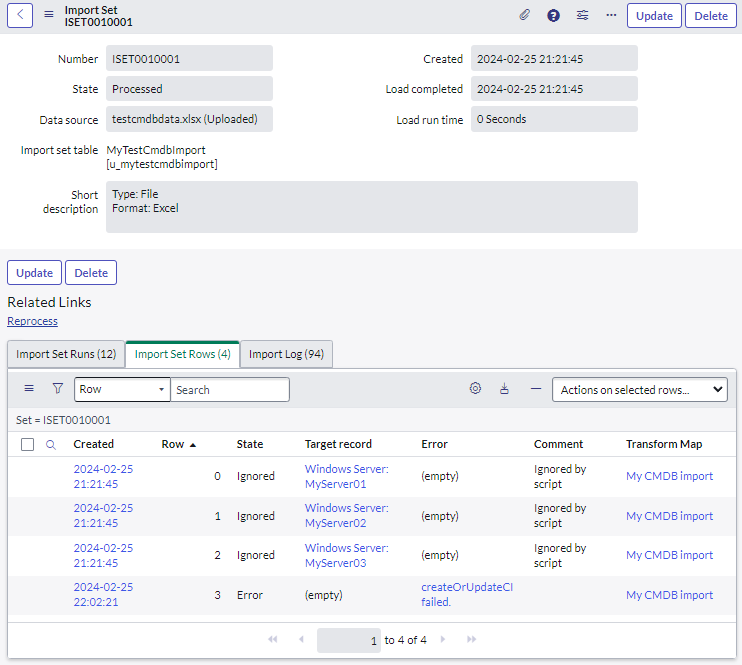 Import Set
ISET0010001
Update
Delete
Number
ISET0010001
Created
2024-02-25 21:21:45
State
Processed
Load completed
2024-02-25 21:21:45
Data source
testcmdbdata.xlsx (Uploaded)
Load run time
0 Seconds
Import set table
MyTestCmdbImport
[u_mytestcmdbimport]
Short
description
Type: File
Format: Excel
Update
Delete
Related Links
Reprocess
Import Set Runs (12)
Import Set Rows (4)
Import Log (94)
Row
Search
Actions on selected rows...
Set = ISET0010001
Created
Row
State
Target record
Error
Comment
Transform Map
2024-02-25
21:21:45
0
Ignored
Windows Server:
MyServer01
(empty)
Ignored by
script
My CMDB import
2024-02-25
21:21:45
1
Ignored
Windows Server:
MyServer02
(empty)
Ignored by
script
My CMDB import
2024-02-25
21:21:45
2
Ignored
Windows Server:
MyServer03
(empty)
Ignored by
script
My CMDB import
2024-02-25
22:02:21
3
Error
(empty)
createOrUpdateCI
failed.
My CMDB import
1 to 4 of 4